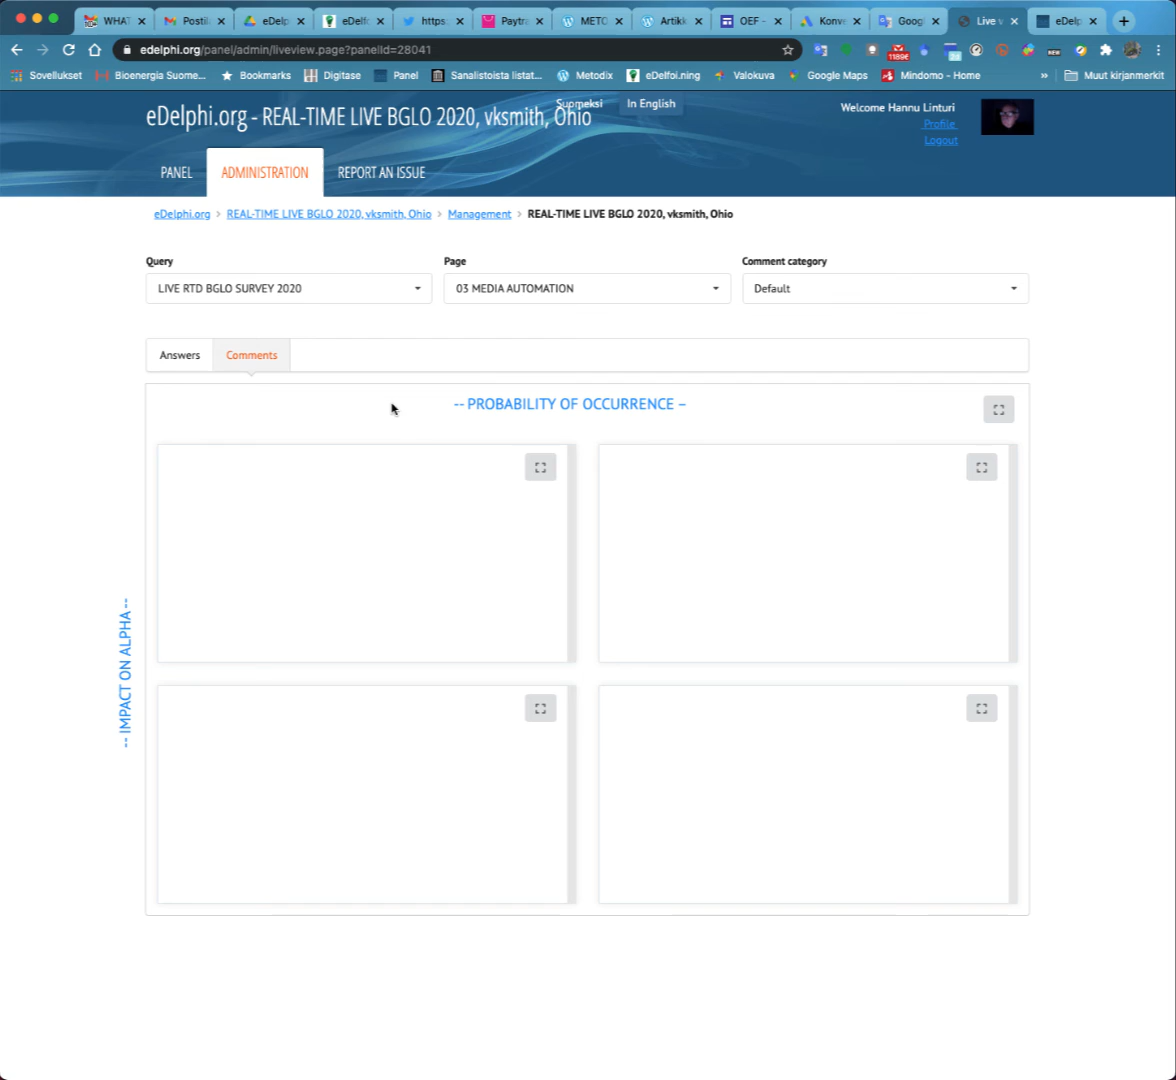 WHAT
Postil
eDelp
eDelfo
https:
Paytra
METO
Artikk
OEF -
Konve
Googl
Live v
eDelp
edelphi.org/panel/admin/liveview.page?panelId=28041
1189€
NEW
Sovellukset
Bioenergia Suome...
Bookmarks
Digitase
Panel
Sanalistoista listat...
Metodix
eDelfoi.ning
Valokuva
Google Maps
Mindomo - Home
»
Muut kirjanmerkit
eDelphi.org - REAL-TIME LIVE BGLO 2020, vksmith, Ohio
Suomeksi
In English
Welcome Hannu Linturi
Profile
Logout
PANEL
ADMINISTRATION
REPORT AN ISSUE
eDelphi.org › REAL-TIME LIVE BGLO 2020, vksmith, Ohio › Management › REAL-TIME LIVE BGLO 2020, vksmith, Ohio
Query
Page
Comment category
LIVE RTD BGLO SURVEY 2020
03 MEDIA AUTOMATION
Default
Answers
Comments
-- PROBABILITY OF OCCURRENCE –
-- IMPACT ON ALPHA --